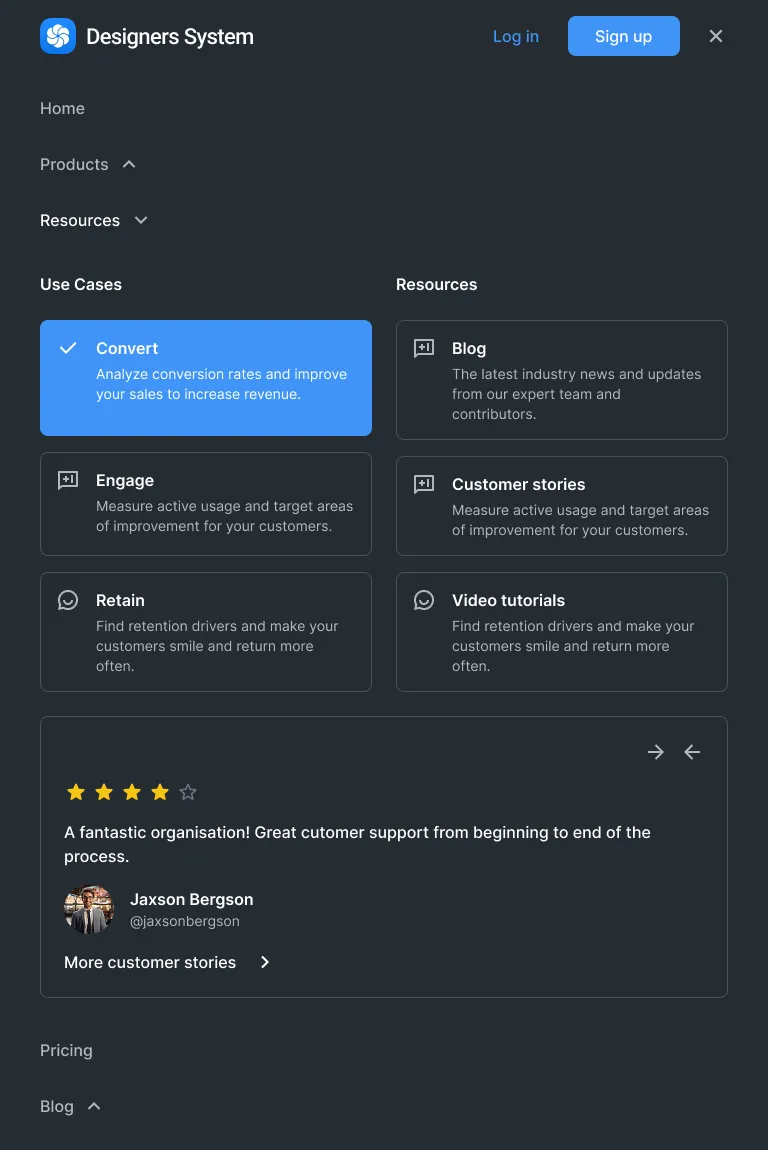 Designers System
Log in
Sign up
Home
Products
Resources
Use Cases
Convert
Analyze conversion rates and improve
your sales to increase revenue.
Engage
Measure active usage and target areas
of improvement for your customers.
Retain
Find retention drivers and make your
customers smile and return more
often.
Resources
Blog
The latest industry news and updates
from our expert team and
contributors.
Customer stories
Measure active usage and target areas
of improvement for your customers.
Video tutorials
Find retention drivers and make your
customers smile and return more
often.
A fantastic organisation! Great cutomer support from beginning to end of the
process.
Jaxson Bergson
@jaxsonbergson
More customer stories
Pricing
Blog